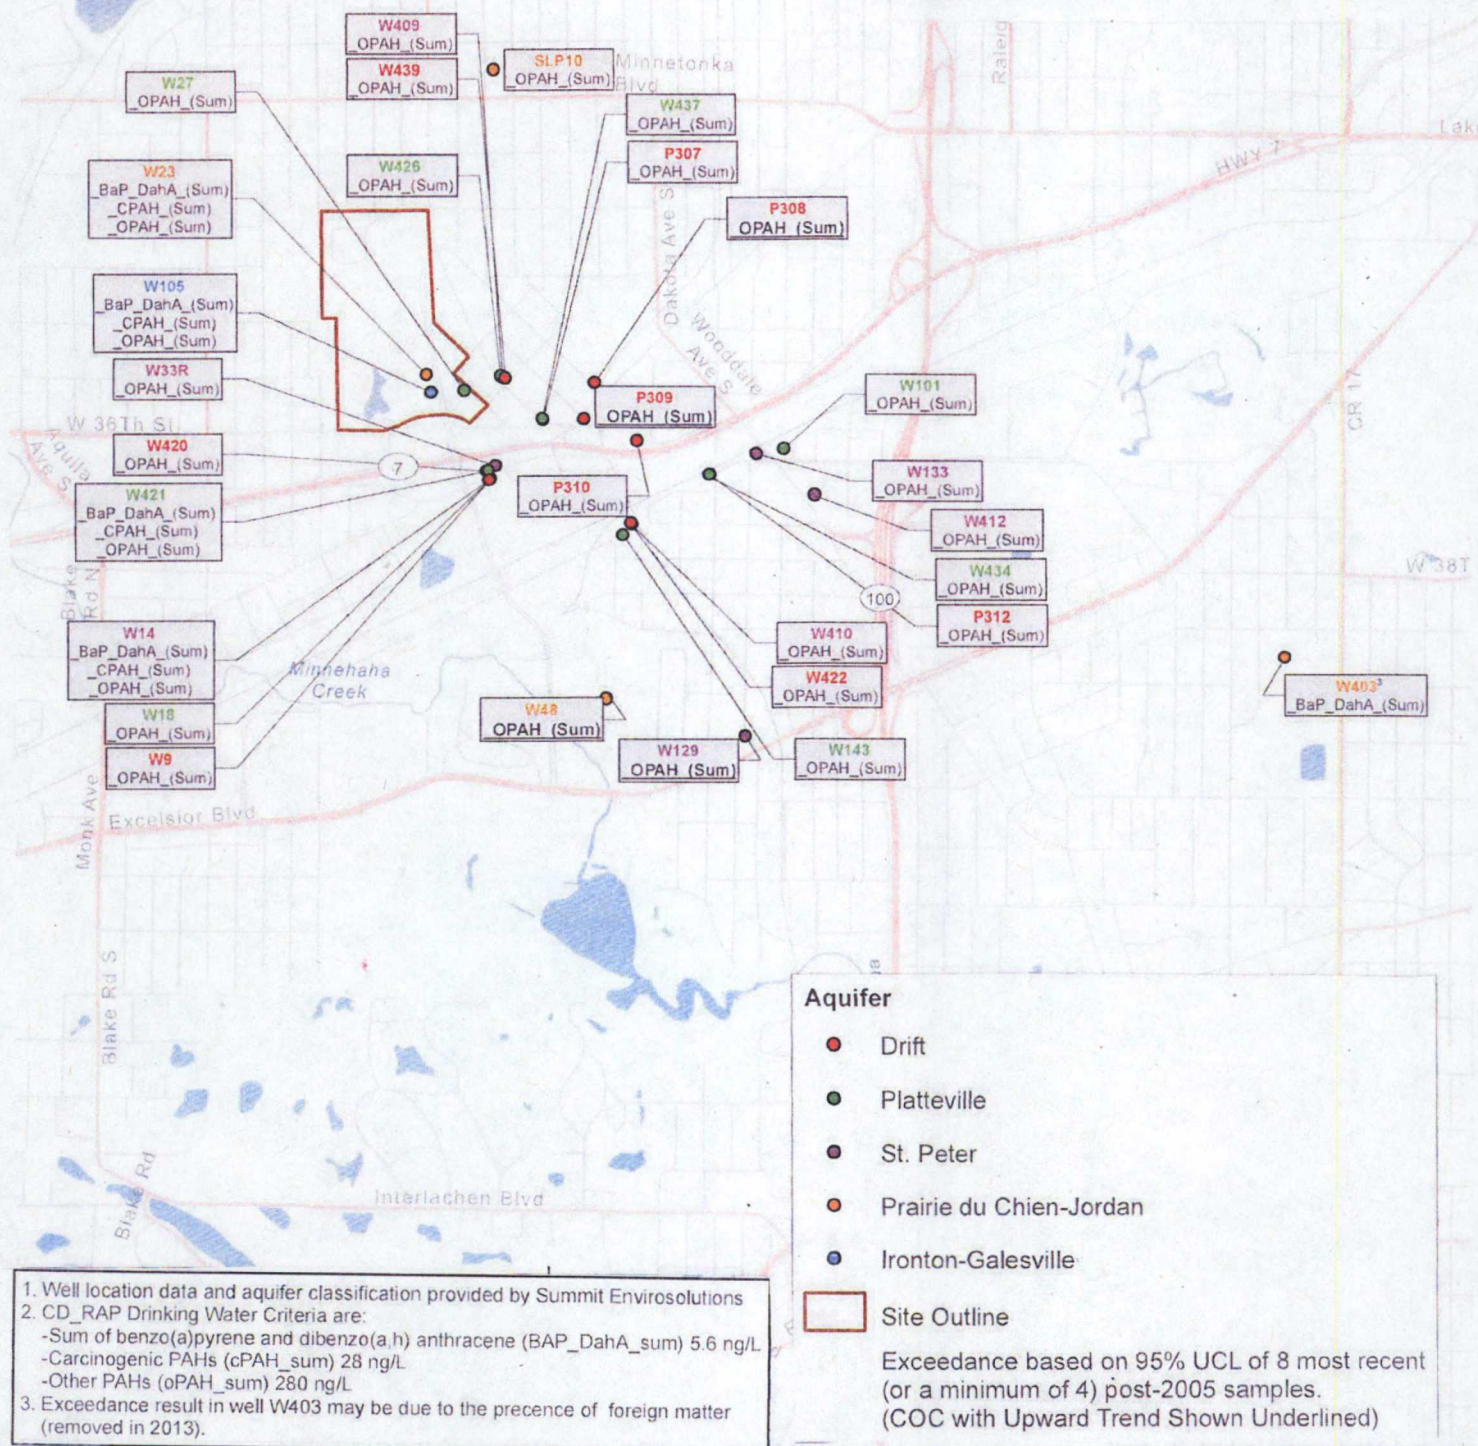 W409
_OPAH_(Sum)
W439
_OPAH_(Sum)
SLP10
_OPAH_(Sum)
Minnetonka
Blvd
Raleig
W27
_OPAH_(Sum)
W437
_OPAH_(Sum)
Lak
HWY 7
W426
_OPAH_(Sum)
P307
_OPAH_(Sum)
W23
_BaP_DahA_(Sum)
_CPAH_(Sum)
_OPAH_(Sum)
P308
OPAH (Sum)
Dakota Ave S
W105
_BaP_DahA_(Sum)
_CPAH_(Sum)
_OPAH_(Sum)
Wooddale
Ave S
W33R
_OPAH_(Sum)
P309
OPAH (Sum)
W101
_OPAH_(Sum)
CR 17
W 36Th St
Aquila
Ave S
W420
_OPAH_(Sum)
7
W421
_BaP_DahA_(Sum)
_CPAH_(Sum)
_OPAH_(Sum)
P310
_OPAH_(Sum)
W133
_OPAH_(Sum)
W412
_OPAH_(Sum)
W434
_OPAH_(Sum)
W 38T
Blake
Rd N
100
P312
_OPAH_(Sum)
W14
_BaP_DahA_(Sum)
_CPAH_(Sum)
_OPAH_(Sum)
Minnehaha
Creek
W410
_OPAH_(Sum)
W422
_OPAH_(Sum)
W403³
_BaP_DahA_(Sum)
W18
_OPAH_(Sum)
W48
OPAH (Sum)
W129
OPAH (Sum)
W143
_OPAH_(Sum)
W9
_OPAH_(Sum)
Monk Ave
Excelsior Blvd
Blake Rd S
Blake Rd
Interlachen Blvd
Aquifer
Drift
Platteville
St. Peter
Prairie du Chien-Jordan
Ironton-Galesville
Site Outline
Exceedance based on 95% UCL of 8 most recent
(or a minimum of 4) post-2005 samples.
(COC with Upward Trend Shown Underlined)
1. Well location data and aquifer classification provided by Summit Envirosolutions
2. CD_RAP Drinking Water Criteria are:
-Sum of benzo(a)pyrene and dibenzo(a,h) anthracene (BAP_DahA_sum) 5.6 ng/L
-Carcinogenic PAHs (cPAH_sum) 28 ng/L
-Other PAHs (oPAH_sum) 280 ng/L
3. Exceedance result in well W403 may be due to the precence of foreign matter
(removed in 2013).